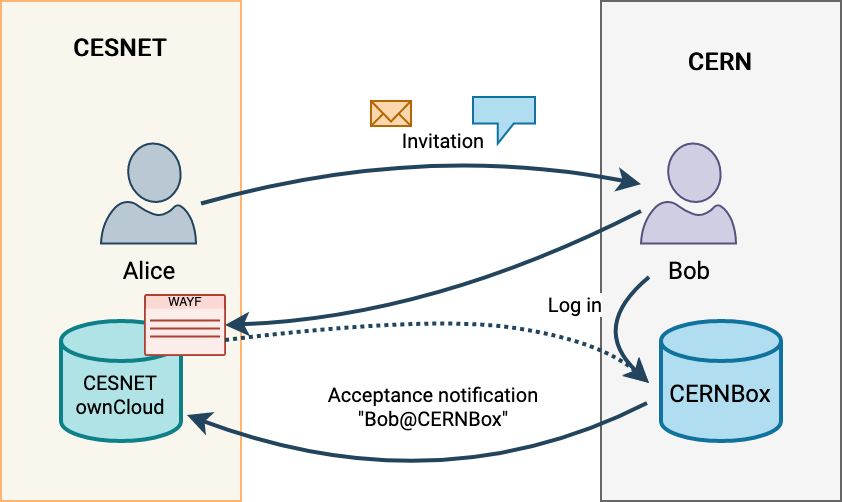 CESNET
CERN
Invitation
Alice
Bob
WAYF
Log in
CESNET
ownCloud
Acceptance notification
"Bob@CERNBox"
CERNBox